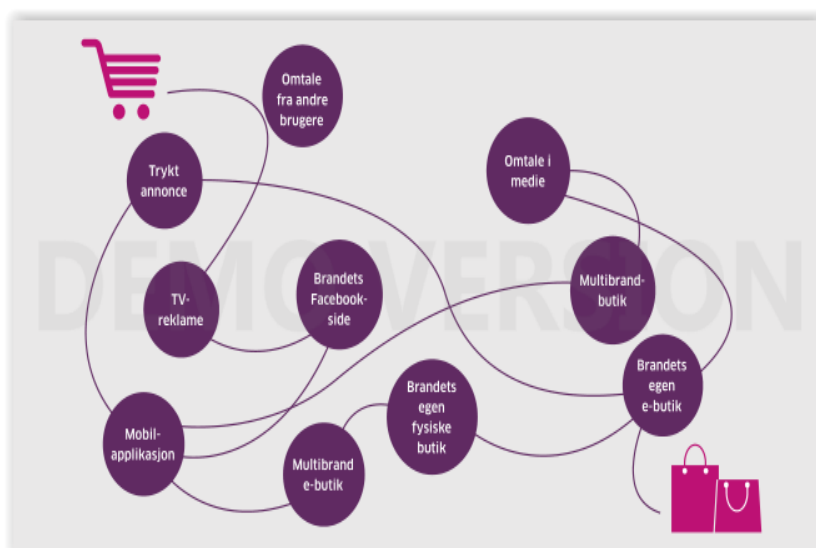 Omtale
fra andre
brugere
Omtale i
medie
Trykt
annonce
Brandets
Facebook-
side
Multibrand-
butik
TV-
reklame
DEMO VERSION
Brandets
egen
e-butik
Brandets
egen
fysiske
butik
Mobil-
applikasjon
Multibrand
e-butik